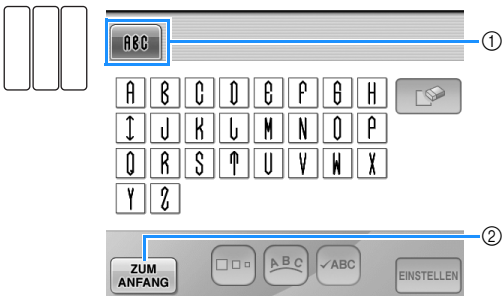 ABC ①
A B C D E F G H
I J K L M N O P
Q R S T U V W X
Y Z
②
ZUM
ANFANG
ABC
✓ABC
EINSTELLEN